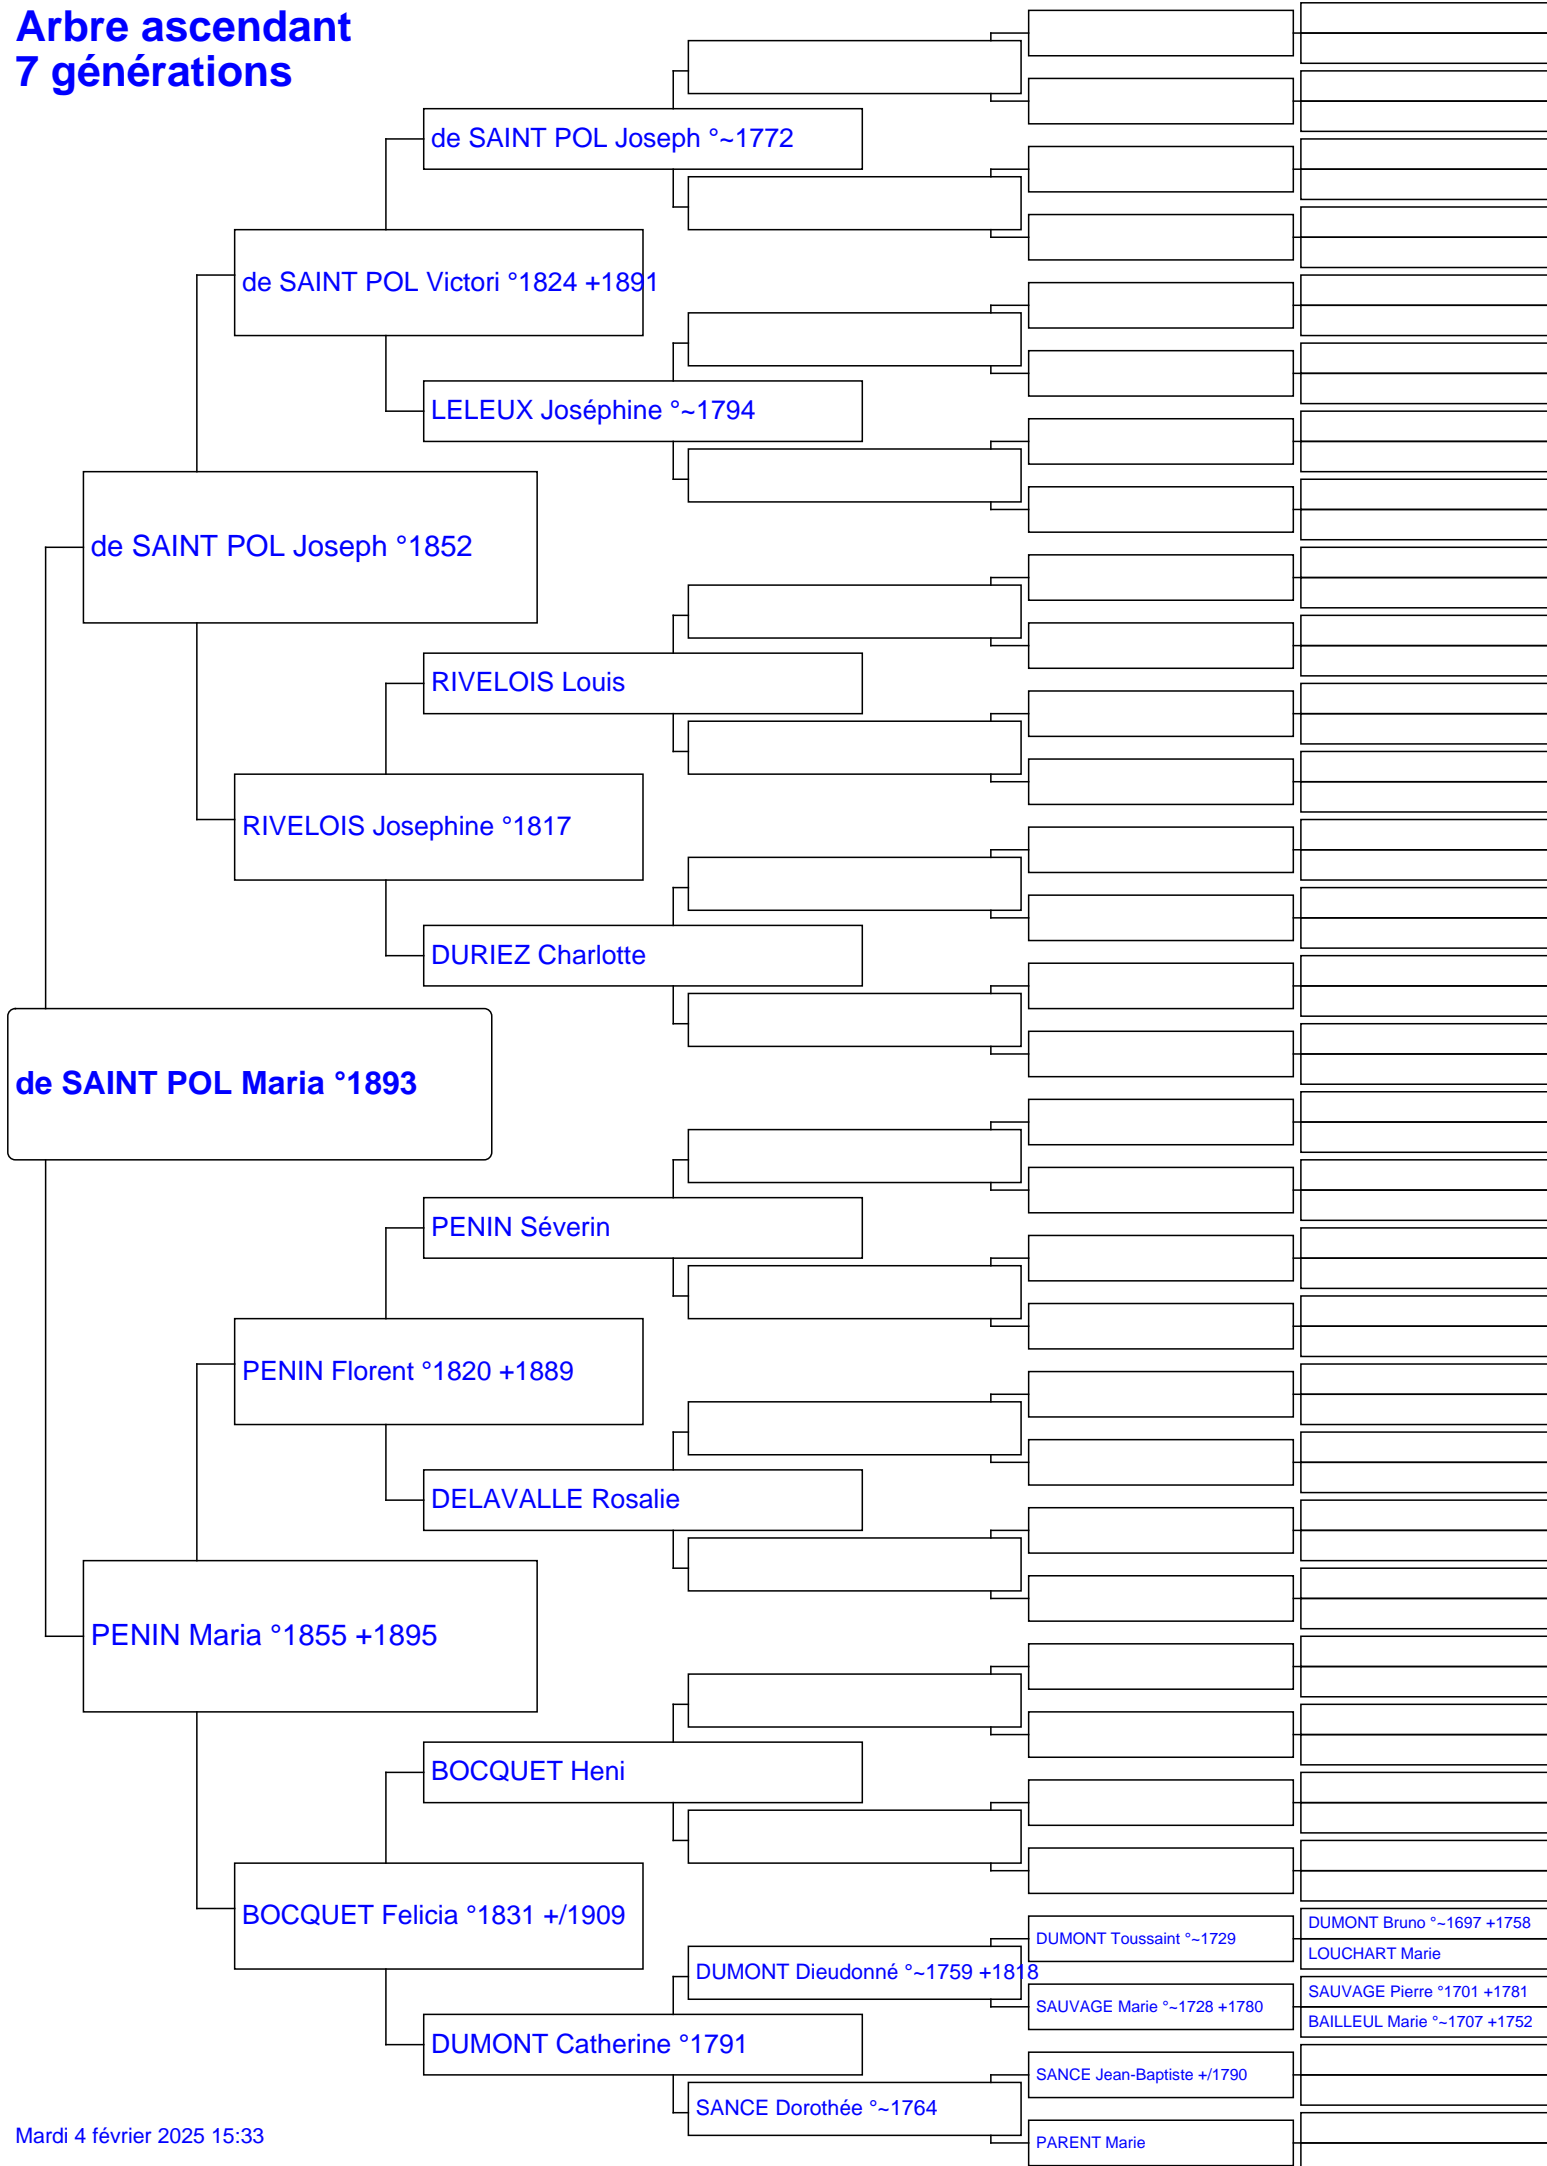 Arbre ascendant
7 générations
de SAINT POL Joseph °~1772
de SAINT POL Victori °1824 +1891
LELEUX Joséphine °~1794
de SAINT POL Joseph °1852
RIVELOIS Louis
RIVELOIS Josephine °1817
DURIEZ Charlotte
de SAINT POL Maria °1893
PENIN Séverin
PENIN Florent °1820 +1889
DELAVALLE Rosalie
PENIN Maria °1855 +1895
BOCQUET Heni
BOCQUET Felicia °1831 +/1909
DUMONT Bruno °~1697 +1758
DUMONT Toussaint °~1729
LOUCHART Marie
DUMONT Dieudonné °~1759 +1818
SAUVAGE Pierre °1701 +1781
SAUVAGE Marie °~1728 +1780
BAILLEUL Marie °~1707 +1752
DUMONT Catherine °1791
SANCE Jean-Baptiste +/1790
SANCE Dorothée °~1764
PARENT Marie
Mardi 4 février 2025 15:33